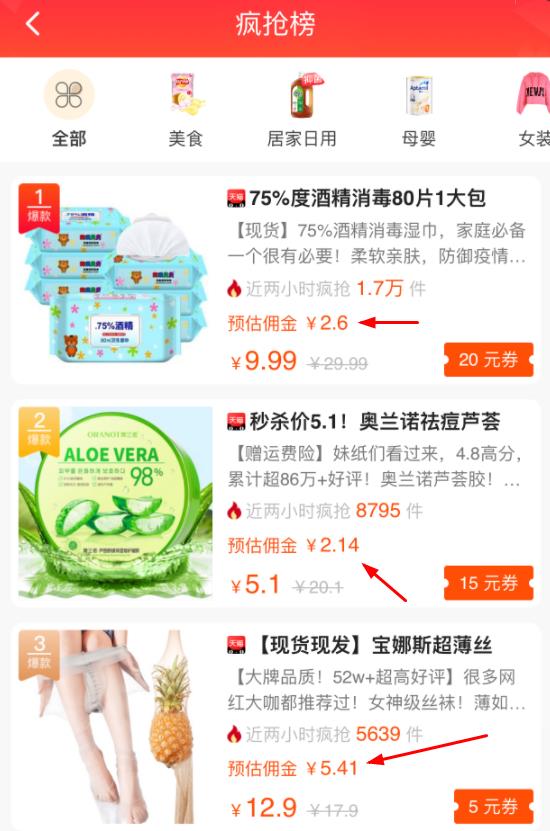 疯抢榜
全部
美食
居家日用
母婴
女装
1
爆款
.75%酒精
天猫 75%度酒精消毒80片1大包
【现货】75%酒精消毒湿巾，家庭必备
一个很有必要！柔软亲肤，防御疫情...
近两小时疯抢 1.7万 件
预估佣金 ￥2.6
￥9.99 ￥29.99
20 元券
2
爆款
ALOE VERA
98%
天猫 秒杀价5.1！奥兰诺祛痘芦荟
【赠运费险】妹纸们看过来，4.8高分，
累计超86万+好评！奥兰诺芦荟胶！...
近两小时疯抢 8795 件
预估佣金 ￥2.14
￥5.1 ￥20.1
15 元券
3
爆款
天猫 【现货现发】宝娜斯超薄丝
【大牌品质！52w+超高好评】很多网
红大咖都推荐过！女神级丝袜！薄如...
近两小时疯抢 5639 件
预估佣金 ￥5.41
￥12.9 ￥17.9
5 元券